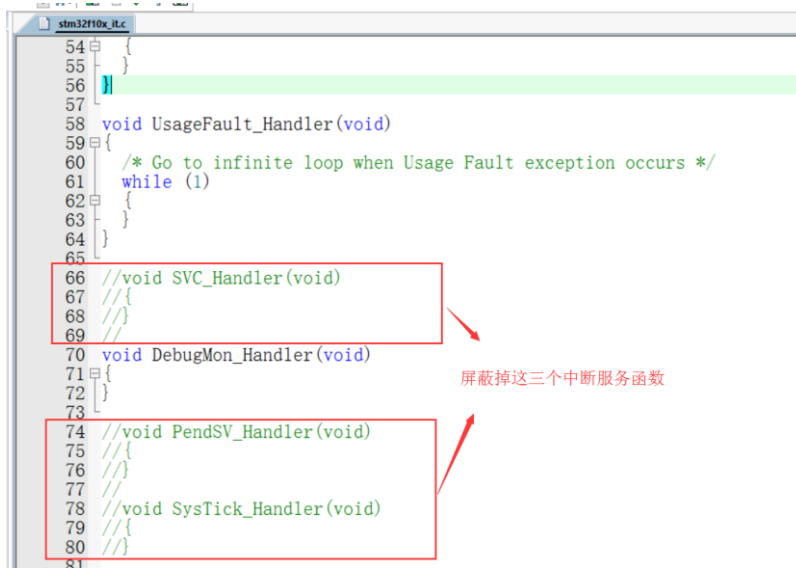 stm32f10x_it.c
54 {
55 }
56 }
57
58 void UsageFault_Handler(void)
59 {
60 /* Go to infinite loop when Usage Fault exception occurs */
61 while (1)
62 {
63 }
64 }
65
66 //void SVC_Handler(void)
67 //{
68 //}
69 //
70 void DebugMon_Handler(void)
71 {
屏蔽掉这三个中断服务函数
72 }
73
74 //void PendSV_Handler(void)
75 //{
76 //}
77 //
78 //void SysTick_Handler(void)
79 //{
80 //}
81